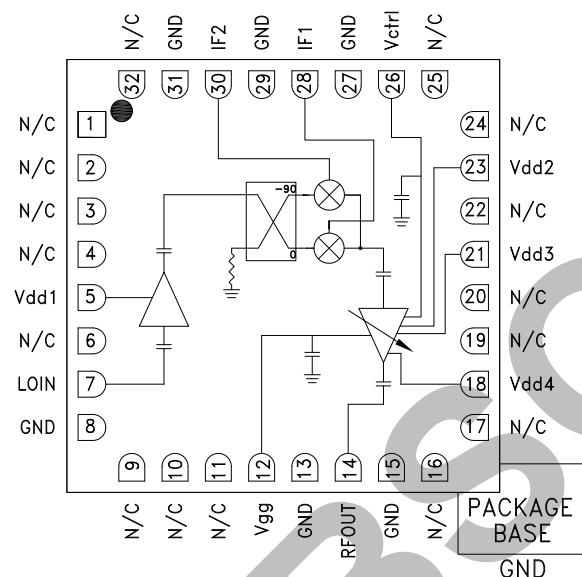 N/C GND IF2 GND IF1 GND Vctrl N/C
32 31 30 29 28 27 26 25
N/C 1
24 N/C
N/C 2
23 Vdd2
-90
N/C 3
22 N/C
N/C 4
21 Vdd3
0
Vdd1 5
20 N/C
N/C 6
19 N/C
LOIN 7
18 Vdd4
GND 8
17 N/C
9 10 11 12 13 14 15 16
N/C N/C N/C Vgg GND RFOUT GND N/C
PACKAGE
BASE
GND